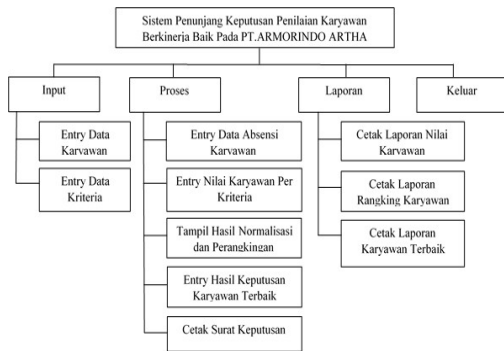 Sistem Penunjang Keputusan Penilaian Karyawan
Berkinerja Baik Pada PT.ARMORINDO ARTHA
Input
Proses
Laporan
Keluar
Entry Data
Karyawan
Entry Data
Kriteria
Entry Data Absensi
Karyawan
Entry Nilai Karyawan Per
Kriteria
Tampil Hasil Normalisasi
dan Perangkingan
Entry Hasil Keputusan
Karyawan Terbaik
Cetak Surat Keputusan
Cetak Laporan Nilai
Karyawan
Cetak Laporan
Rangking Karyawan
Cetak Laporan
Karyawan Terbaik